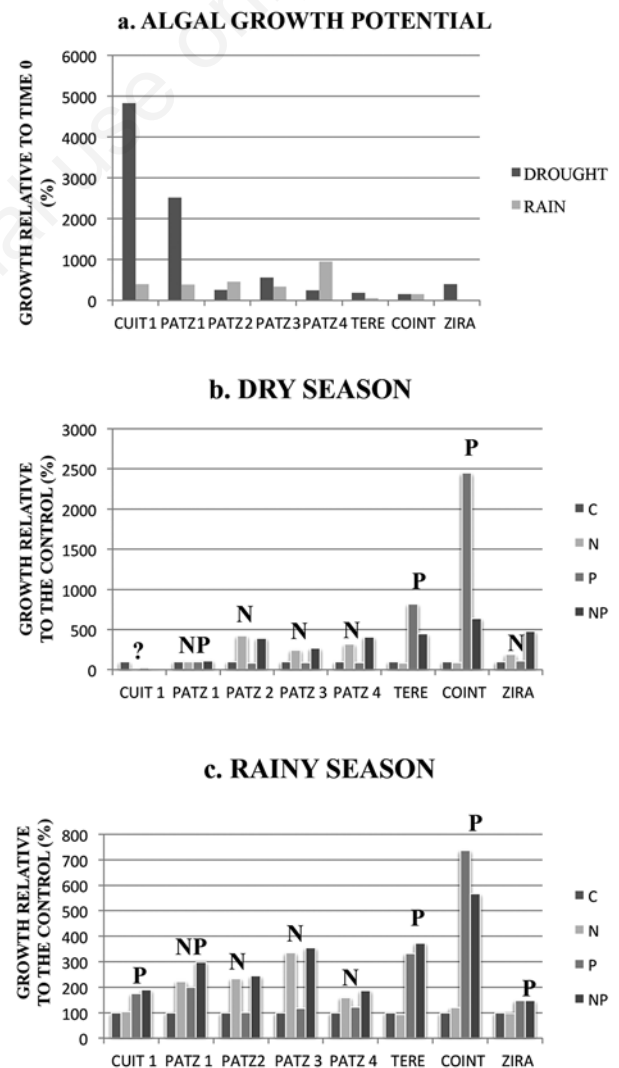 a. ALGAL GROWTH POTENTIAL
GROWTH RELATIVE TO TIME 0
(%)
6000
5000
4000
3000
2000
1000
0
CUIT 1 PATZ 1 PATZ 2 PATZ 3 PATZ 4 TERE COINT ZIRA
DROUGHT
RAIN
b. DRY SEASON
GROWTH RELATIVE
TO THE CONTROL (%)
3000
2500
2000
1500
1000
500
0
? NP N N N P P N
CUIT 1 PATZ 1 PATZ 2 PATZ 3 PATZ 4 TERE COINT ZIRA
C
N
P
NP
c. RAINY SEASON
GROWTH RELATIVE
TO THE CONTROL (%)
800
700
600
500
400
300
200
100
0
P NP N N N P P P
CUIT 1 PATZ 1 PATZ2 PATZ 3 PATZ 4 TERE COINT ZIRA
C
N
P
NP